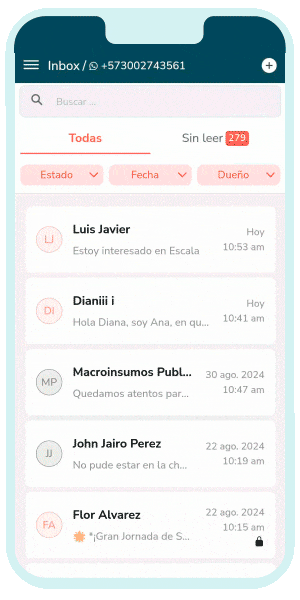 Inbox / +573002743561
Buscar ...
Todas
Sin leer 279
Estado Fecha Dueño
LJ
Luis Javier
Hoy
Estoy interesado en Escala
10:53 am
DI
Dianiii i
Hoy
Hola Diana, soy Ana, en qu...
10:41 am
MP
Macroinsumos Publ...
30 ago. 2024
Quedamos atentos par...
10:47 am
JJ
John Jairo Perez
22 ago. 2024
No pude estar en la ch...
10:19 am
FA
Flor Alvarez
22 ago. 2024
*¡Gran Jornada de S...
10:15 am